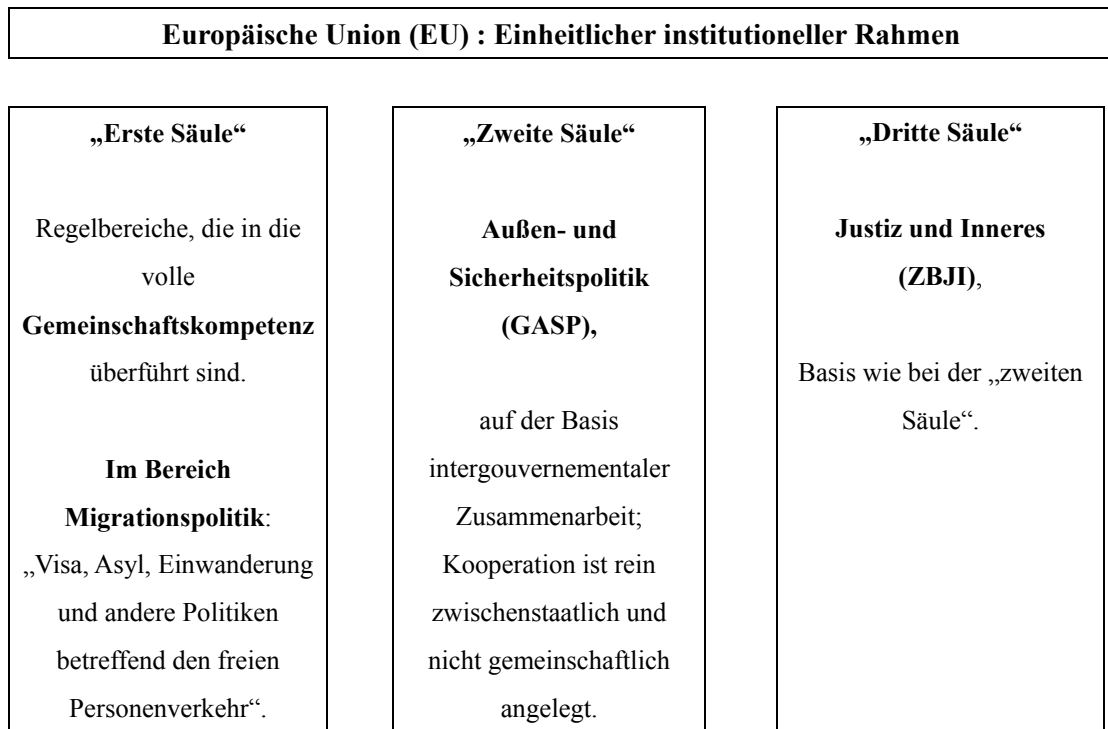 Europäische Union (EU) : Einheitlicher institutioneller Rahmen
„Erste Säule“
Regelbereiche, die in die
volle
Gemeinschaftskompetenz
überführt sind.
Im Bereich
Migrationspolitik:
„Visa, Asyl, Einwanderung
und andere Politiken
betreffend den freien
Personenverkehr“.
„Zweite Säule“
Außen- und
Sicherheitspolitik
(GASP),
auf der Basis
intergouvernementaler
Zusammenarbeit;
Kooperation ist rein
zwischenstaatlich und
nicht gemeinschaftlich
angelegt.
„Dritte Säule“
Justiz und Inneres
(ZBJI),
Basis wie bei der „zweiten
Säule“.